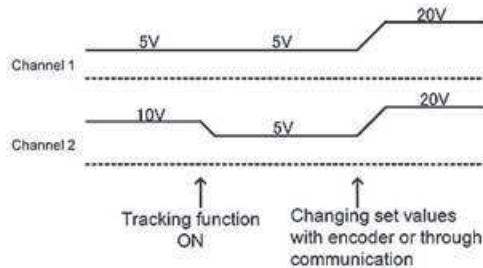 20V
5V 5V
Channel 1
20V
10V
5V
Channel 2
Tracking function
ON
Changing set values
with encoder or through
communication